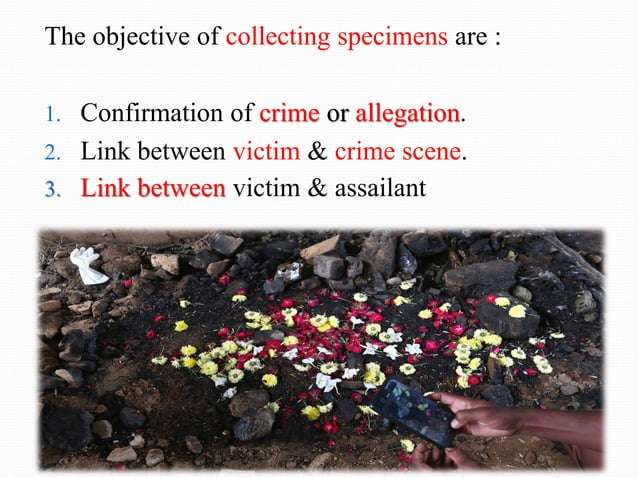 The objective of collecting specimens are :
1. Confirmation of crime or allegation.
2. Link between victim & crime scene.
3. Link between victim & assailant